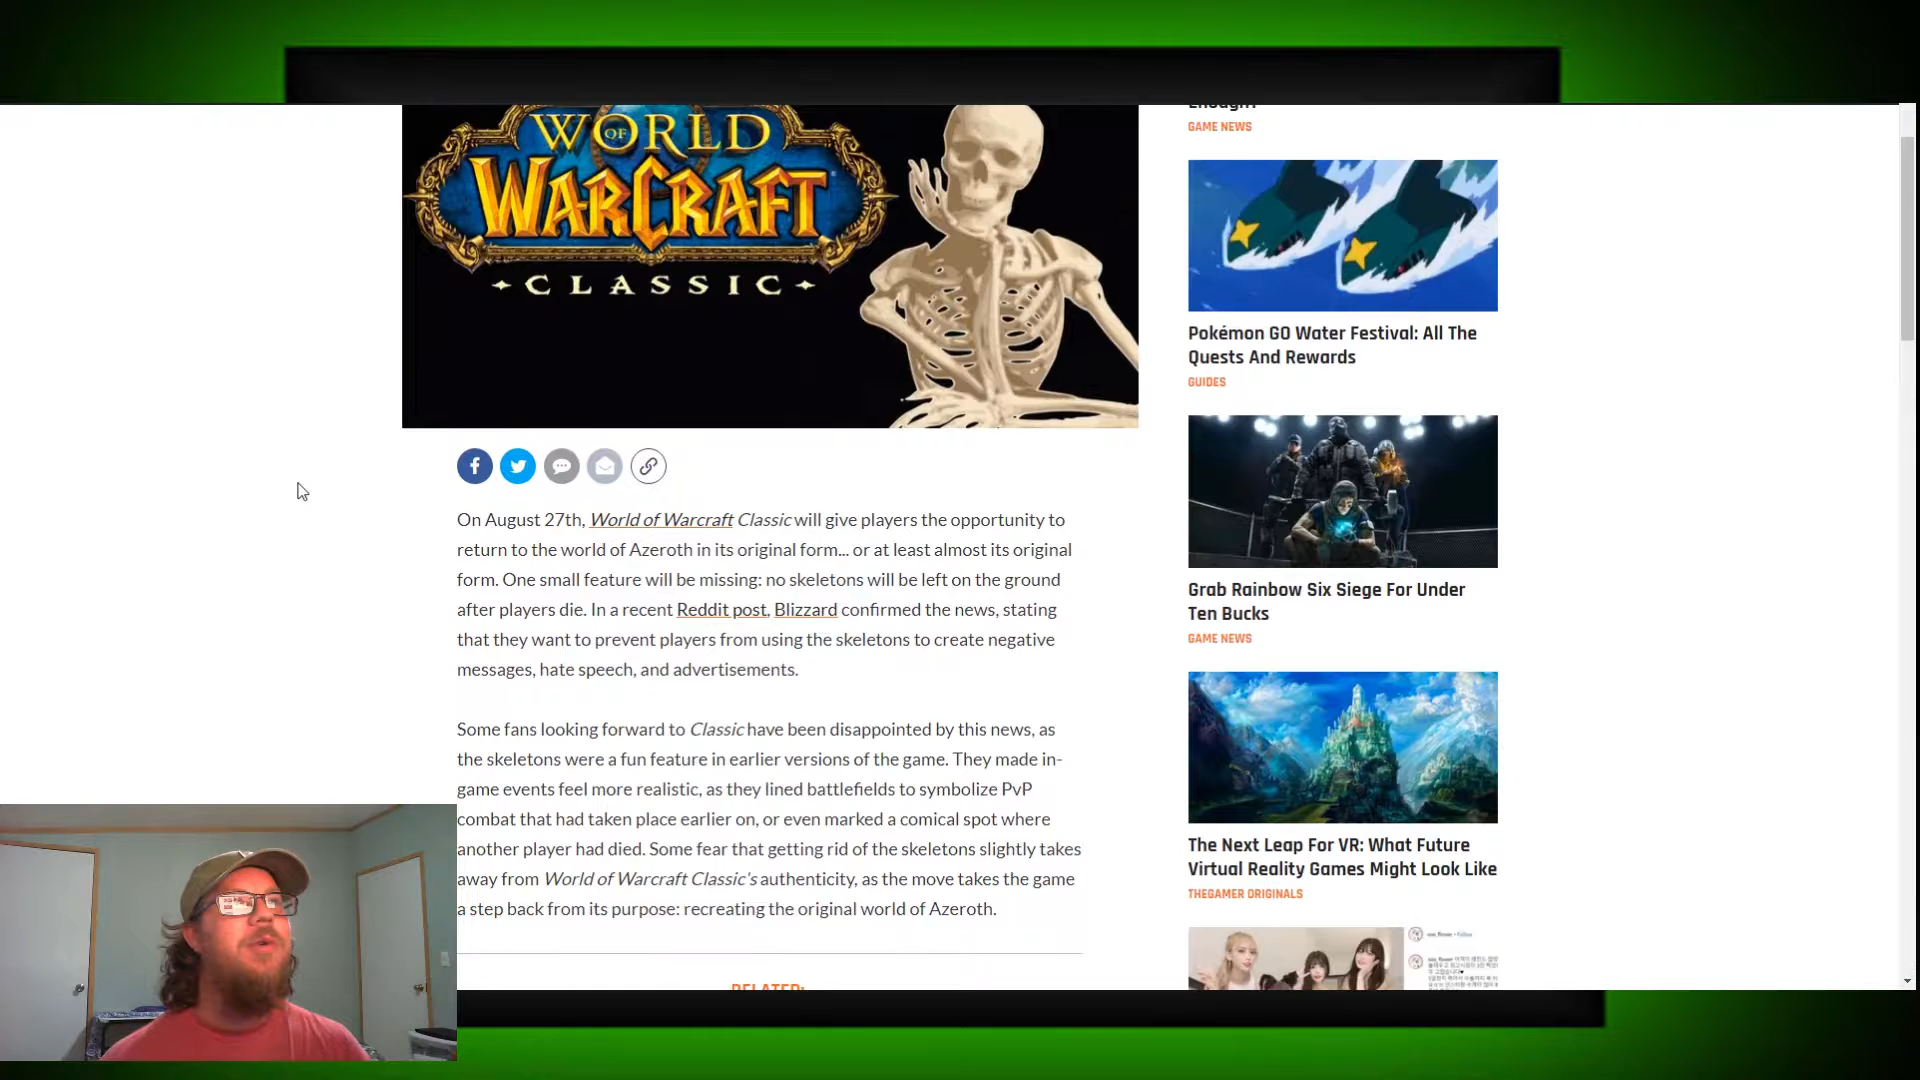 WORLD
OF
WARCRAFT
CLASSIC
On August 27th, World of Warcraft Classic will give players the opportunity to
return to the world of Azeroth in its original form... or at least almost its original
form. One small feature will be missing: no skeletons will be left on the ground
after players die. In a recent Reddit post, Blizzard confirmed the news, stating
that they want to prevent players from using the skeletons to create negative
messages, hate speech, and advertisements.
Some fans looking forward to Classic have been disappointed by this news, as
the skeletons were a fun feature in earlier versions of the game. They made in-
game events feel more realistic, as they lined battlefields to symbolize PvP
combat that had taken place earlier on, or even marked a comical spot where
another player had died. Some fear that getting rid of the skeletons slightly takes
away from World of Warcraft Classic's authenticity, as the move takes the game
a step back from its purpose: recreating the original world of Azeroth.
RELATED:
Enough?
GAME NEWS
Pokémon GO Water Festival: All The
Quests And Rewards
GUIDES
Grab Rainbow Six Siege For Under
Ten Bucks
GAME NEWS
The Next Leap For VR: What Future
Virtual Reality Games Might Look Like
THEGAMER ORIGINALS